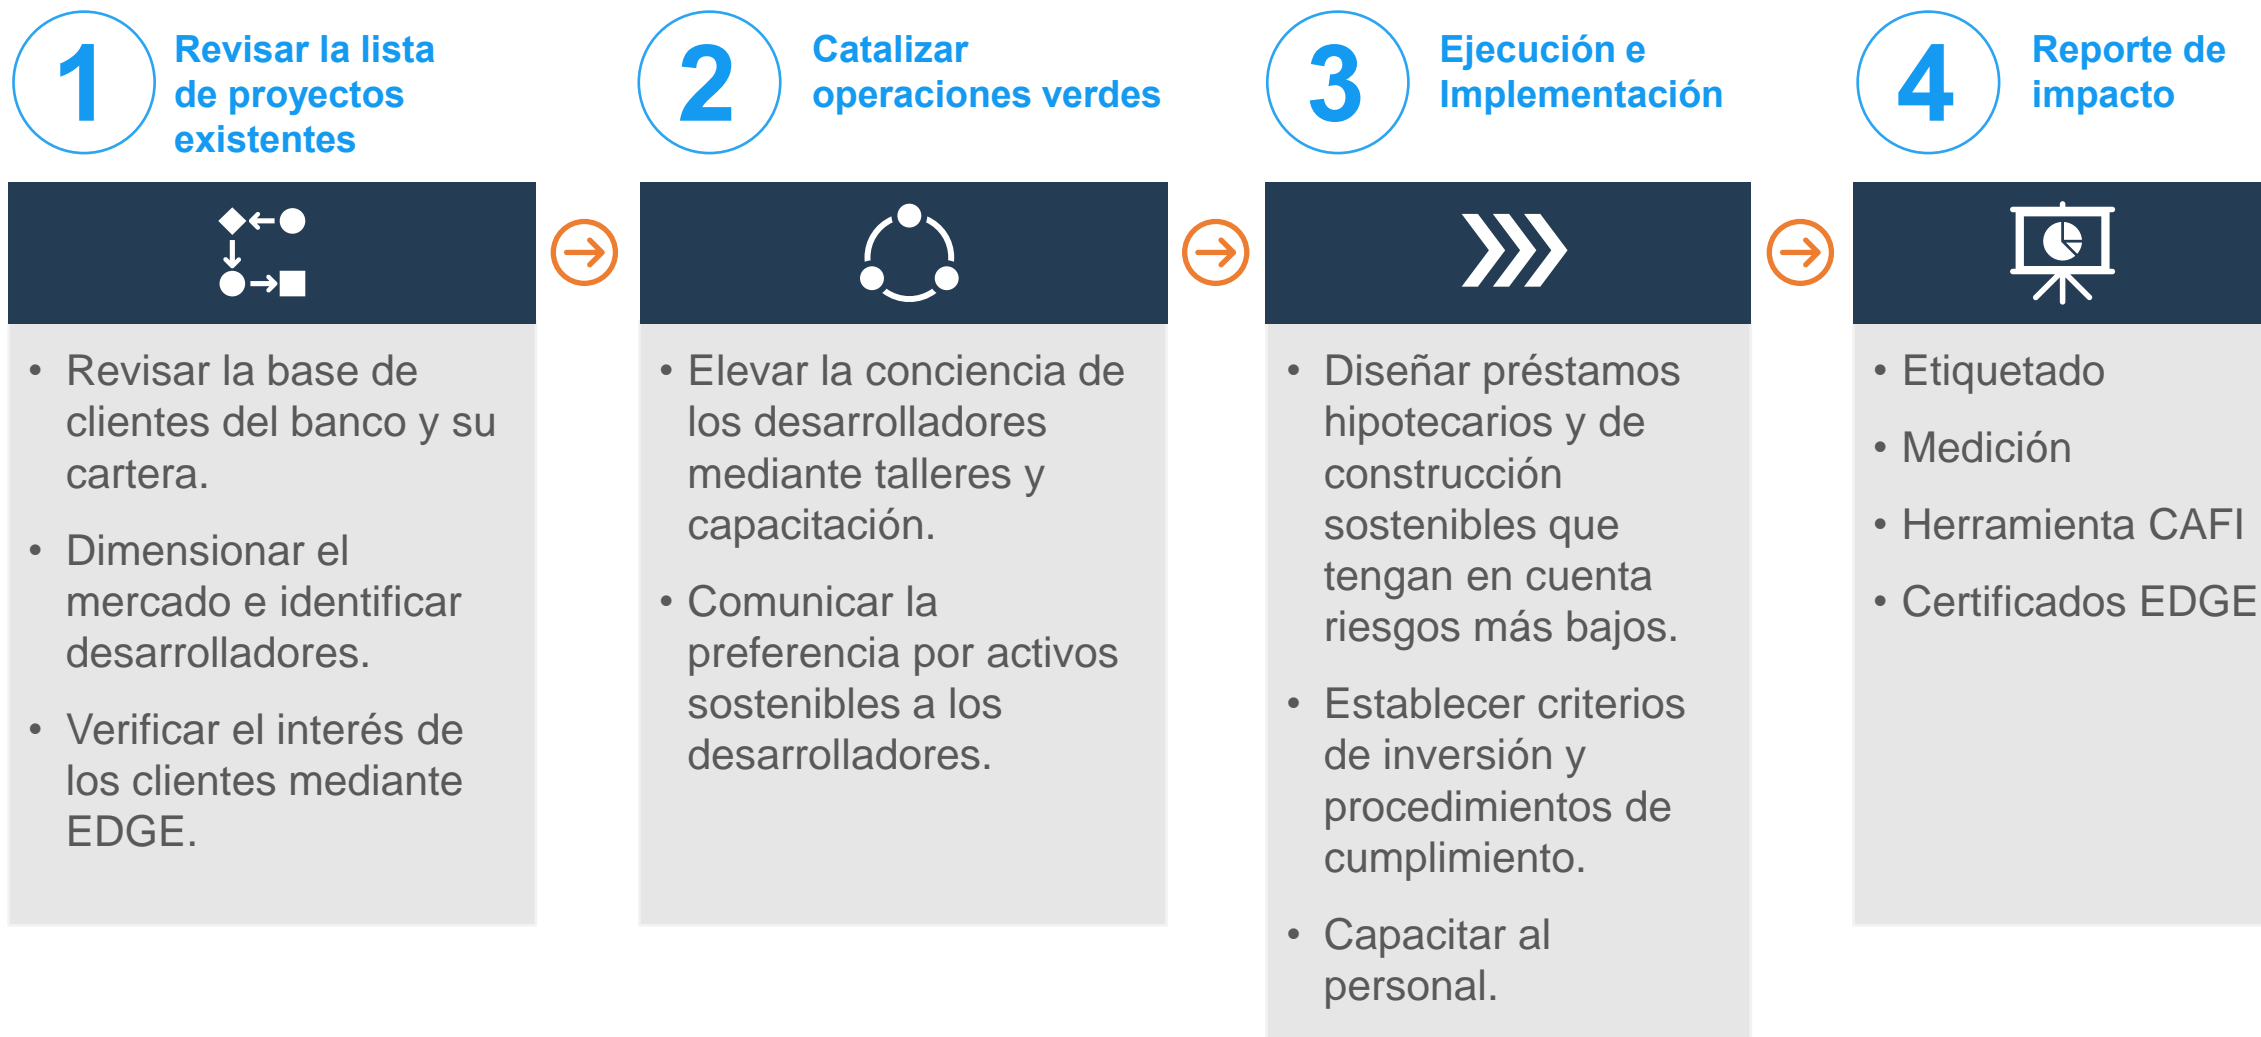 1
Revisar la lista
de proyectos
existentes
• Revisar la base de
clientes del banco y su
cartera.
• Dimensionar el
mercado e identificar
desarrolladores.
• Verificar el interés de
los clientes mediante
EDGE.
2
Catalizar
operaciones verdes
• Elevar la conciencia de
los desarrolladores
mediante talleres y
capacitación.
• Comunicar la
preferencia por activos
sostenibles a los
desarrolladores.
3
Ejecución e
Implementación
• Diseñar préstamos
hipotecarios y de
construcción
sostenibles que
tengan en cuenta
riesgos más bajos.
• Establecer criterios
de inversión y
procedimientos de
cumplimiento.
• Capacitar al
personal.
4
Reporte de
impacto
• Etiquetado
• Medición
• Herramienta CAFI
• Certificados EDGE